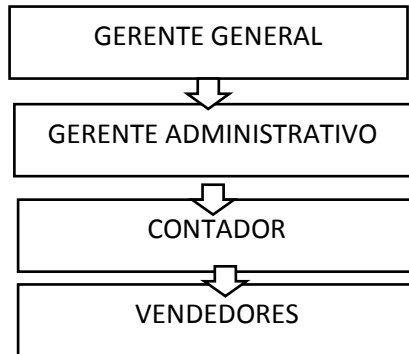 GERENTE GENERAL
GERENTE ADMINISTRATIVO
CONTADOR
VENDEDORES